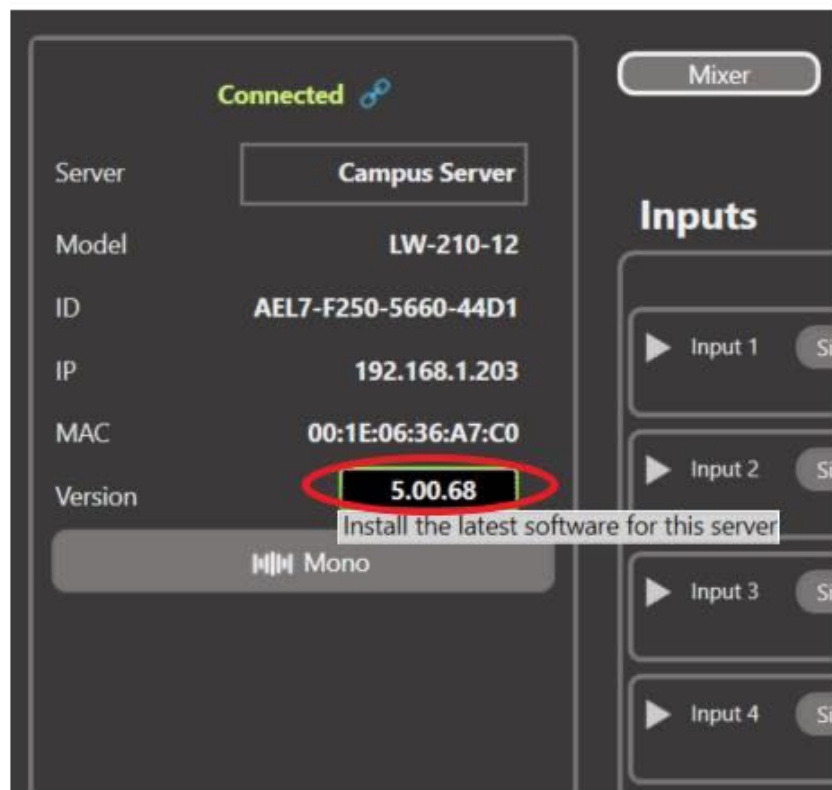 Connected
Server Campus Server
Model LW-210-12
ID AEL7-F250-5660-44D1
IP 192.168.1.203
MAC 00:1E:06:36:A7:C0
Version 5.00.68
Install the latest software for this server
Mono
Mixer
Inputs
Input 1
Input 2
Input 3
Input 4